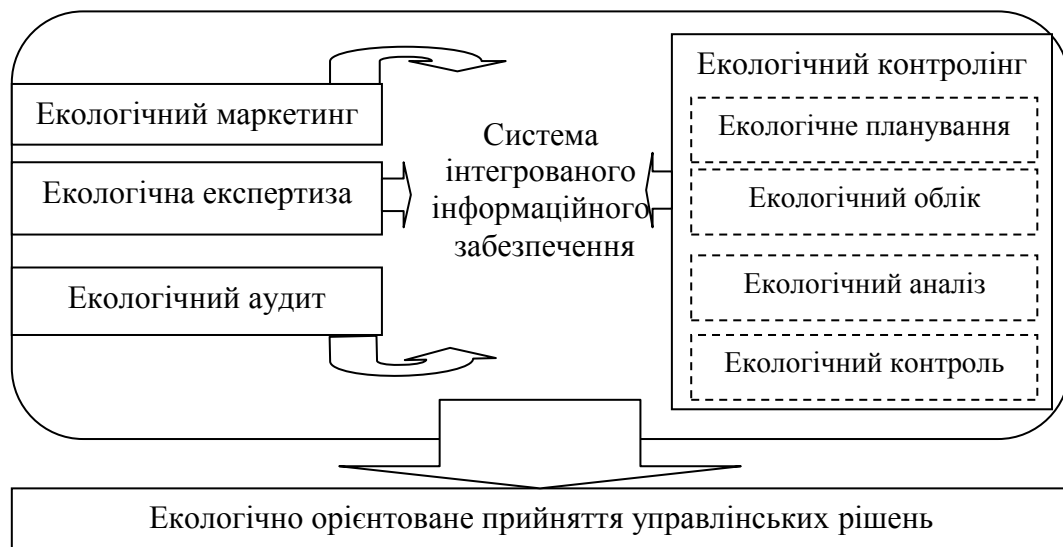 Екологічний маркетинг
Екологічна експертиза
Екологічний аудит
Система
інтегрованого
інформаційного
забезпечення
Екологічний контролінг
Екологічне планування
Екологічний облік
Екологічний аналіз
Екологічний контроль
Екологічно орієнтоване прийняття управлінських рішень